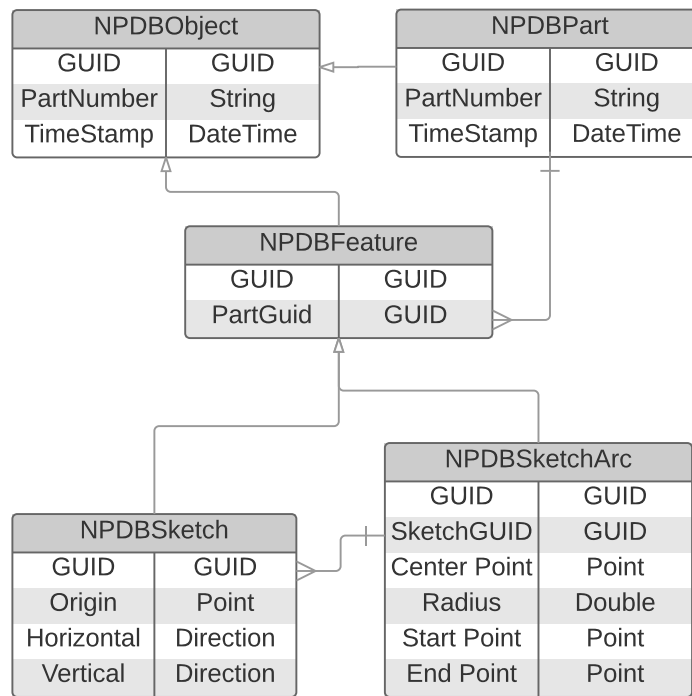 NPDBObject
GUID GUID
PartNumber String
TimeStamp DateTime
NPDBPart
GUID GUID
PartNumber String
TimeStamp DateTime
NPDBFeature
GUID GUID
PartGuid GUID
NPDBSketch
GUID GUID
Origin Point
Horizontal Direction
Vertical Direction
NPDBSketchArc
GUID GUID
SketchGUID GUID
Center Point Point
Radius Double
Start Point Point
End Point Point